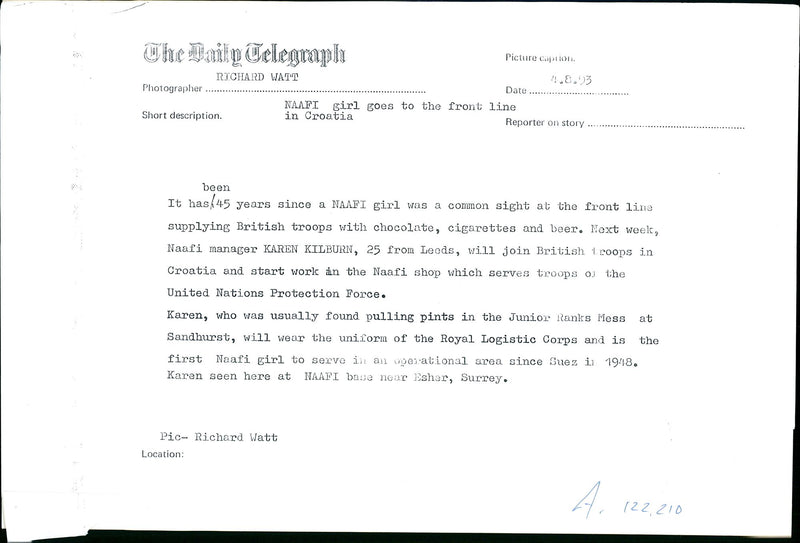 The Daily Telegraph
Picture caption.
RICHARD WATT
4.8.93
Photographer
Date
NAAFI girl goes to the front line
Short description.
in Croatia
Reporter on story
been
It has/45 years since a NAAFI girl was a common sight at the front line
supplying British troops with chocolate, cigarettes and beer. Next week,
Naafi manager KAREN KILBURN, 25 from Leeds, will join British troops in
Croatia and start work in the Naafi shop which serves troops of the
United Nations Protection Force.
Karen, who was usually found pulling pints in the Junior Ranks Mess at
Sandhurst, will wear the uniform of the Royal Logistic Corps and is the
first Naafi girl to serve in an operational area since Suez in 1948.
Karen seen here at NAAFI base near Esher, Surrey.
Pic- Richard Watt
Location:
A. 122,210